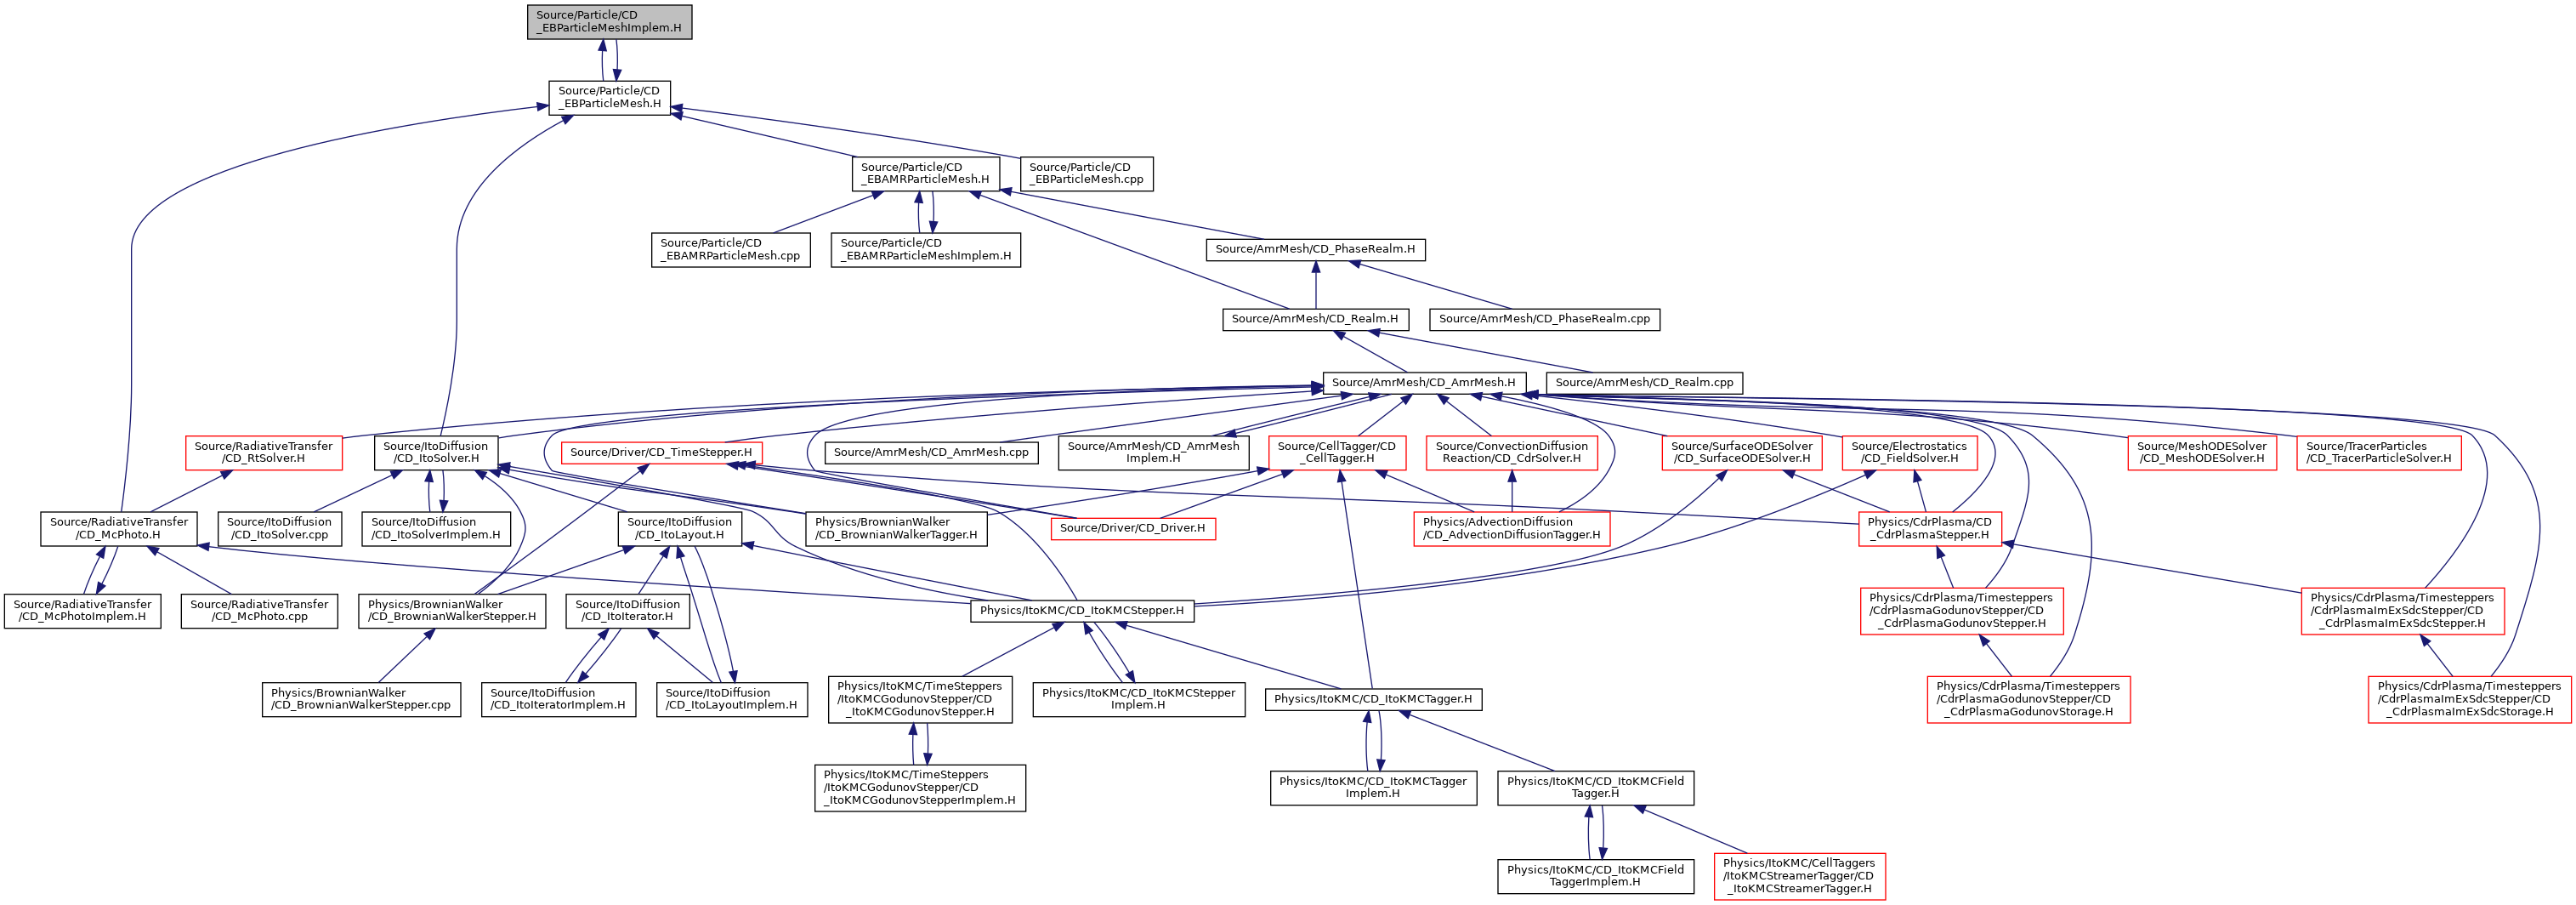 Source/Particle/CD
_EBParticleMeshImplem.H
Source/Particle/CD
_EBParticleMesh.H
Source/Particle/CD
_EBAMRParticleMesh.H
Source/Particle/CD
_EBParticleMesh.cpp
Source/Particle/CD
_EBAMRParticleMesh.cpp
Source/Particle/CD
_EBAMRParticleMeshImplem.H
Source/AmrMesh/CD_PhaseRealm.H
Source/AmrMesh/CD_Realm.H
Source/AmrMesh/CD_PhaseRealm.cpp
Source/AmrMesh/CD_AmrMesh.H
Source/AmrMesh/CD_Realm.cpp
Source/RadiativeTransfer
/CD_RtSolver.H
Source/ItoDiffusion
/CD_ItoSolver.H
Source/Driver/CD_TimeStepper.H
Source/AmrMesh/CD_AmrMesh.cpp
Source/AmrMesh/CD_AmrMesh
Implem.H
Source/CellTagger/CD
_CellTagger.H
Source/ConvectionDiffusion
Reaction/CD_CdrSolver.H
Source/SurfaceODESolver
/CD_SurfaceODESolver.H
Source/Electrostatics
/CD_FieldSolver.H
Source/MeshODESolver
/CD_MeshODESolver.H
Source/TracerParticles
/CD_TracerParticleSolver.H
Source/RadiativeTransfer
/CD_McPhoto.H
Source/ItoDiffusion
/CD_ItoSolver.cpp
Source/ItoDiffusion
/CD_ItoSolverImplem.H
Source/ItoDiffusion
/CD_ItoLayout.H
Physics/BrownianWalker
/CD_BrownianWalkerTagger.H
Source/Driver/CD_Driver.H
Physics/AdvectionDiffusion
/CD_AdvectionDiffusionTagger.H
Physics/CdrPlasma/CD
_CdrPlasmaStepper.H
Source/RadiativeTransfer
/CD_McPhotoImplem.H
Source/RadiativeTransfer
/CD_McPhoto.cpp
Physics/BrownianWalker
/CD_BrownianWalkerStepper.H
Source/ItoDiffusion
/CD_ItoIterator.H
Physics/ItoKMC/CD_ItoKMCStepper.H
Physics/CdrPlasma/Timesteppers
/CdrPlasmaGodunovStepper/CD
_CdrPlasmaGodunovStepper.H
Physics/CdrPlasma/Timesteppers
/CdrPlasmaImExSdcStepper/CD
_CdrPlasmaImExSdcStepper.H
Physics/BrownianWalker
/CD_BrownianWalkerStepper.cpp
Source/ItoDiffusion
/CD_ItoIteratorImplem.H
Source/ItoDiffusion
/CD_ItoLayoutImplem.H
Physics/ItoKMC/TimeSteppers
/ItoKMCGodunovStepper/CD
_ItoKMCGodunovStepper.H
Physics/ItoKMC/CD_ItoKMCStepper
Implem.H
Physics/ItoKMC/CD_ItoKMCTagger.H
Physics/CdrPlasma/Timesteppers
/CdrPlasmaGodunovStepper/CD
_CdrPlasmaGodunovStorage.H
Physics/CdrPlasma/Timesteppers
/CdrPlasmaImExSdcStepper/CD
_CdrPlasmaImExSdcStorage.H
Physics/ItoKMC/TimeSteppers
/ItoKMCGodunovStepper/CD
_ItoKMCGodunovStepperImplem.H
Physics/ItoKMC/CD_ItoKMCTagger
Implem.H
Physics/ItoKMC/CD_ItoKMCField
Tagger.H
Physics/ItoKMC/CD_ItoKMCField
TaggerImplem.H
Physics/ItoKMC/CellTaggers
/ItoKMCStreamerTagger/CD
_ItoKMCStreamerTagger.H